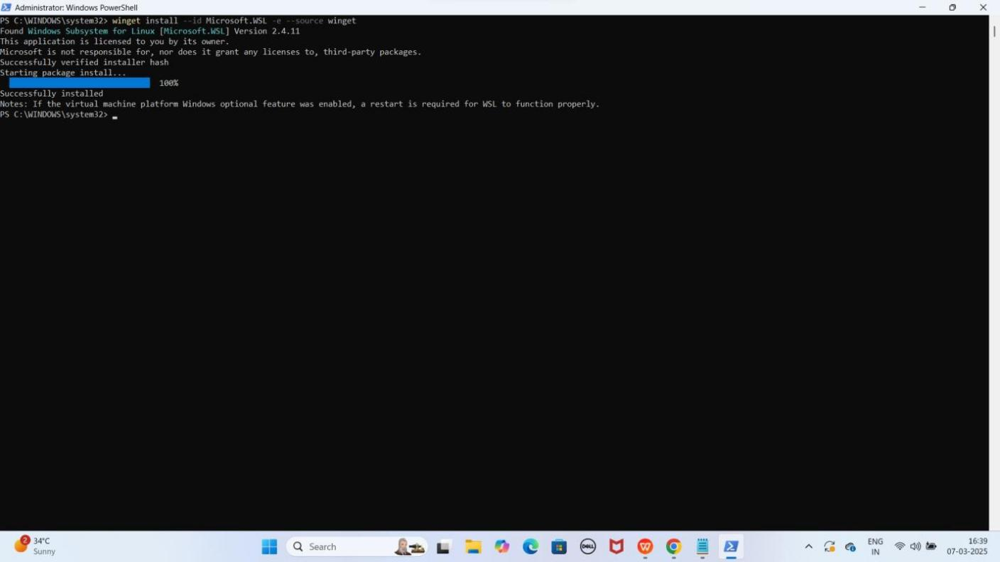 Administrator: Windows PowerShell
PS C:\WINDOWS\system32> winget install --id Microsoft.WSL -e --source winget
Found Windows Subsystem for Linux [Microsoft.WSL] Version 2.4.11
This application is licensed to you by its owner.
Microsoft is not responsible for, nor does it grant any licenses to, third-party packages.
Successfully verified installer hash
Starting package install...
100%
Successfully installed
Notes: If the virtual machine platform Windows optional feature was enabled, a restart is required for WSL to function properly.
PS C:\WINDOWS\system32>
2
34°C
Sunny
Search
DELL
W
ENG
IN
16:39
07-03-2025